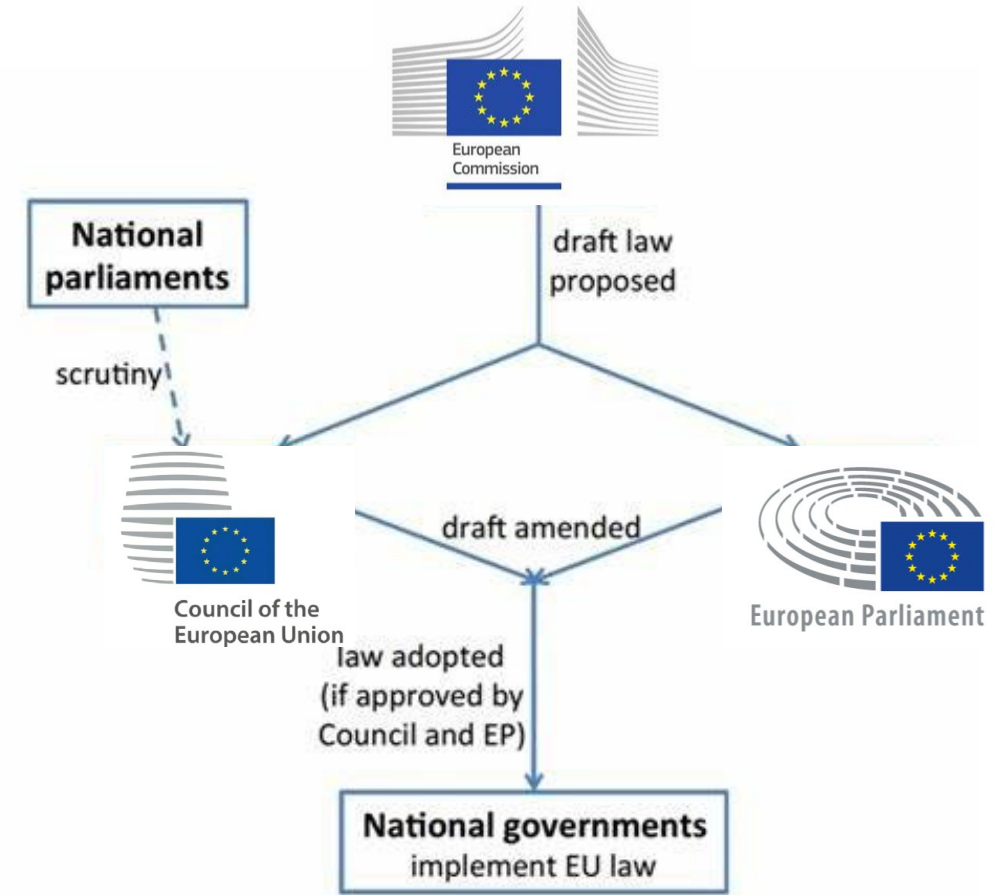 European
Commission
National
parliaments
draft law
proposed
scrutiny
draft amended
Council of the
European Union
European Parliament
law adopted
(if approved by
Council and EP)
National governments
implement EU law